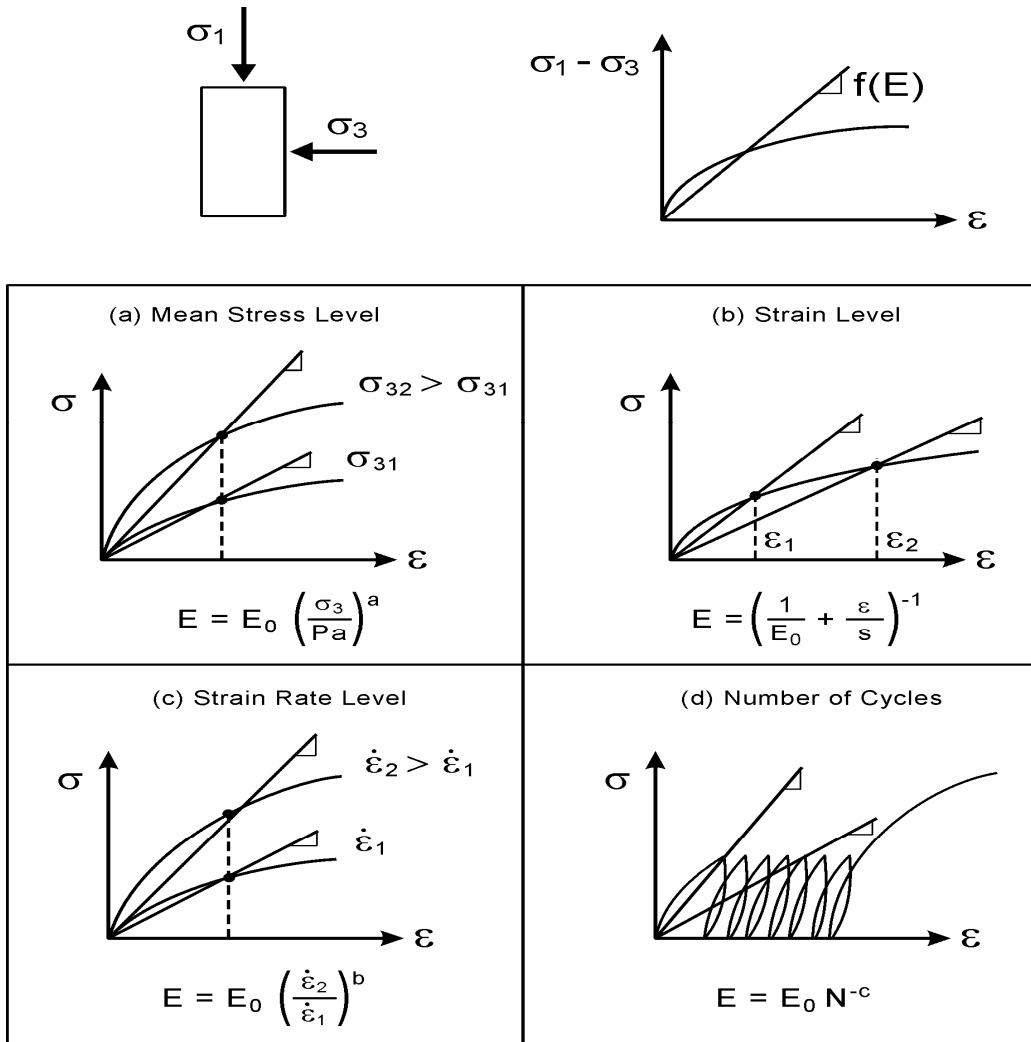 σ1
σ3
σ1 - σ3
f(E)
ε
(a) Mean Stress Level
σ
σ32 > σ31
σ31
ε
E = E0 (σ3/Pa)^a
(b) Strain Level
σ
ε1
ε2
ε
E = (1/E0 + ε/s)^-1
(c) Strain Rate Level
σ
ε̇2 > ε̇1
ε̇1
ε
E = E0 (ε̇2/ε̇1)^b
(d) Number of Cycles
σ
ε
E = E0 N^-c